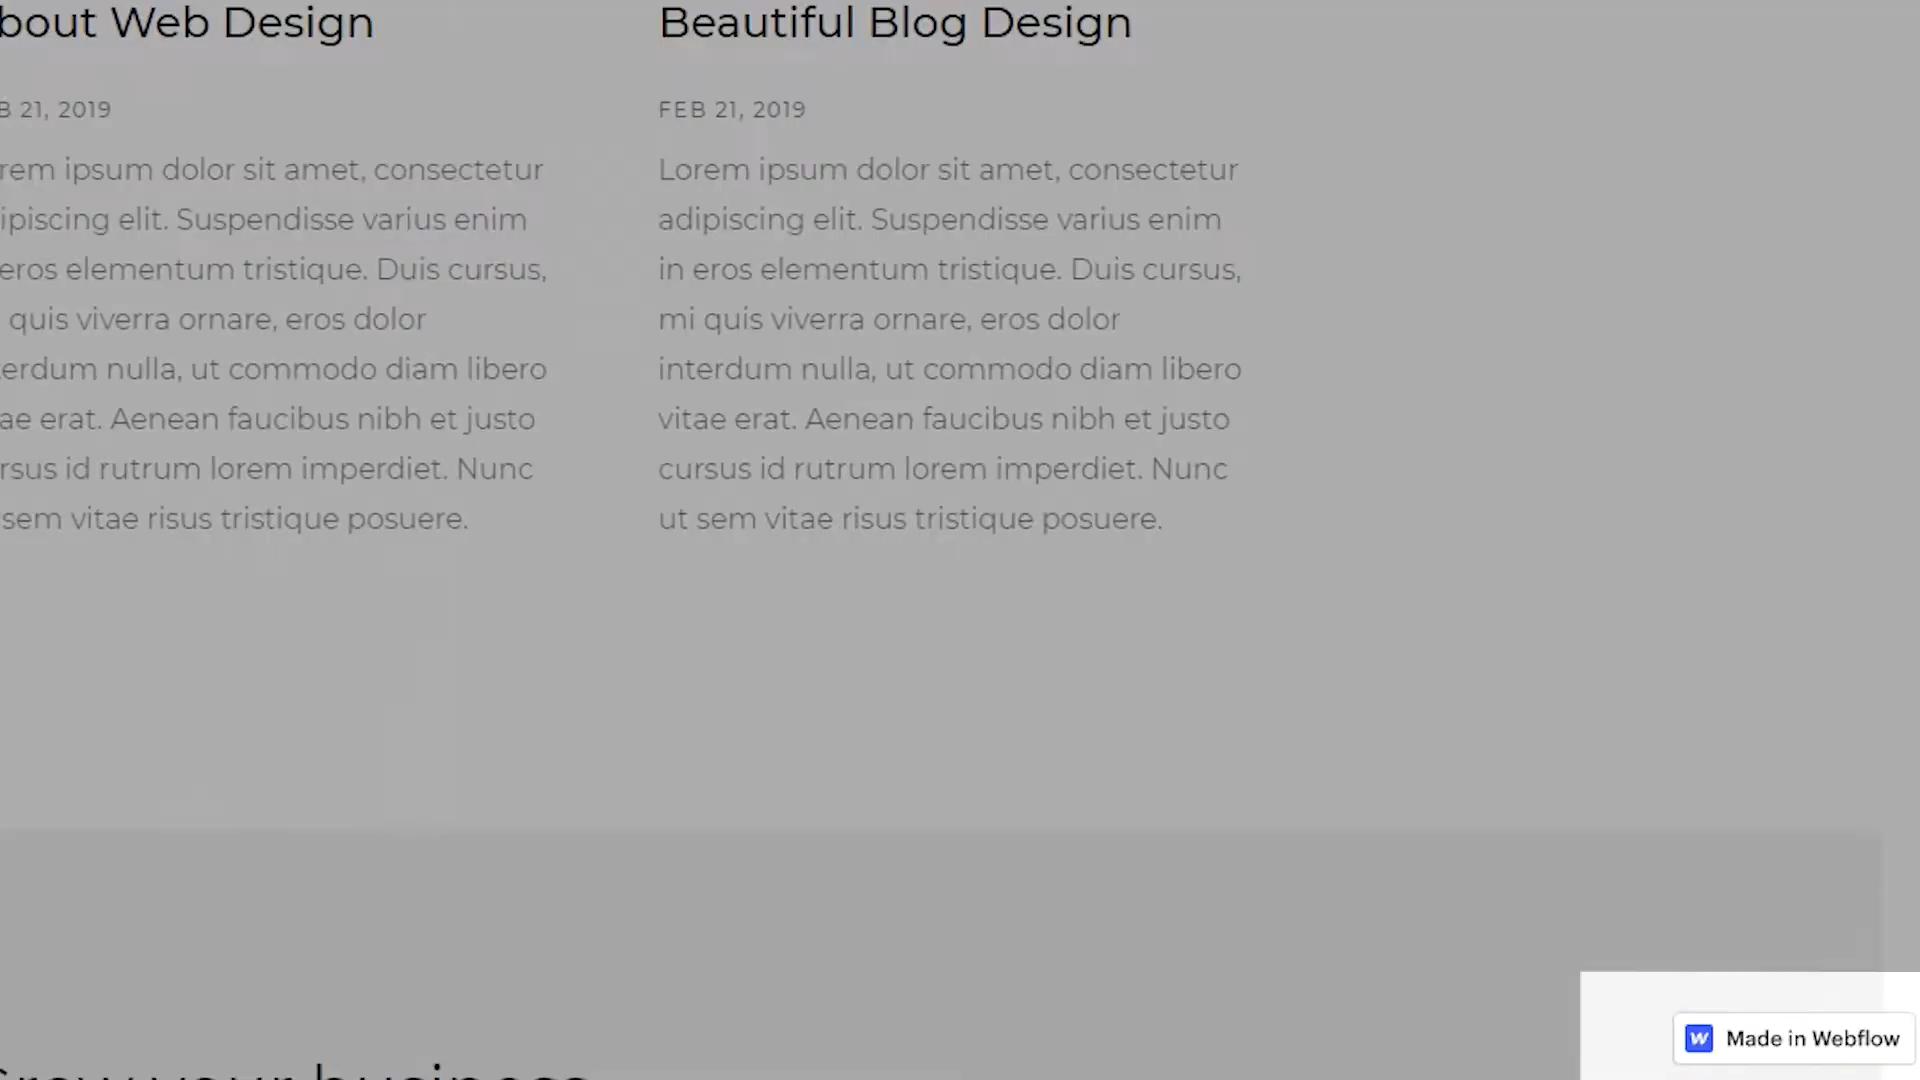 bout Web Design
B 21, 2019
rem ipsum dolor sit amet, consectetur
ipiscing elit. Suspendisse varius enim
eros elementum tristique. Duis cursus,
quis viverra ornare, eros dolor
terdum nulla, ut commodo diam libero
ae erat. Aenean faucibus nibh et justo
rsus id rutrum lorem imperdiet. Nunc
sem vitae risus tristique posuere.
Beautiful Blog Design
FEB 21, 2019
Lorem ipsum dolor sit amet, consectetur
adipiscing elit. Suspendisse varius enim
in eros elementum tristique. Duis cursus,
mi quis viverra ornare, eros dolor
interdum nulla, ut commodo diam libero
vitae erat. Aenean faucibus nibh et justo
cursus id rutrum lorem imperdiet. Nunc
ut sem vitae risus tristique posuere.
Grow your business
W Made in Webflow